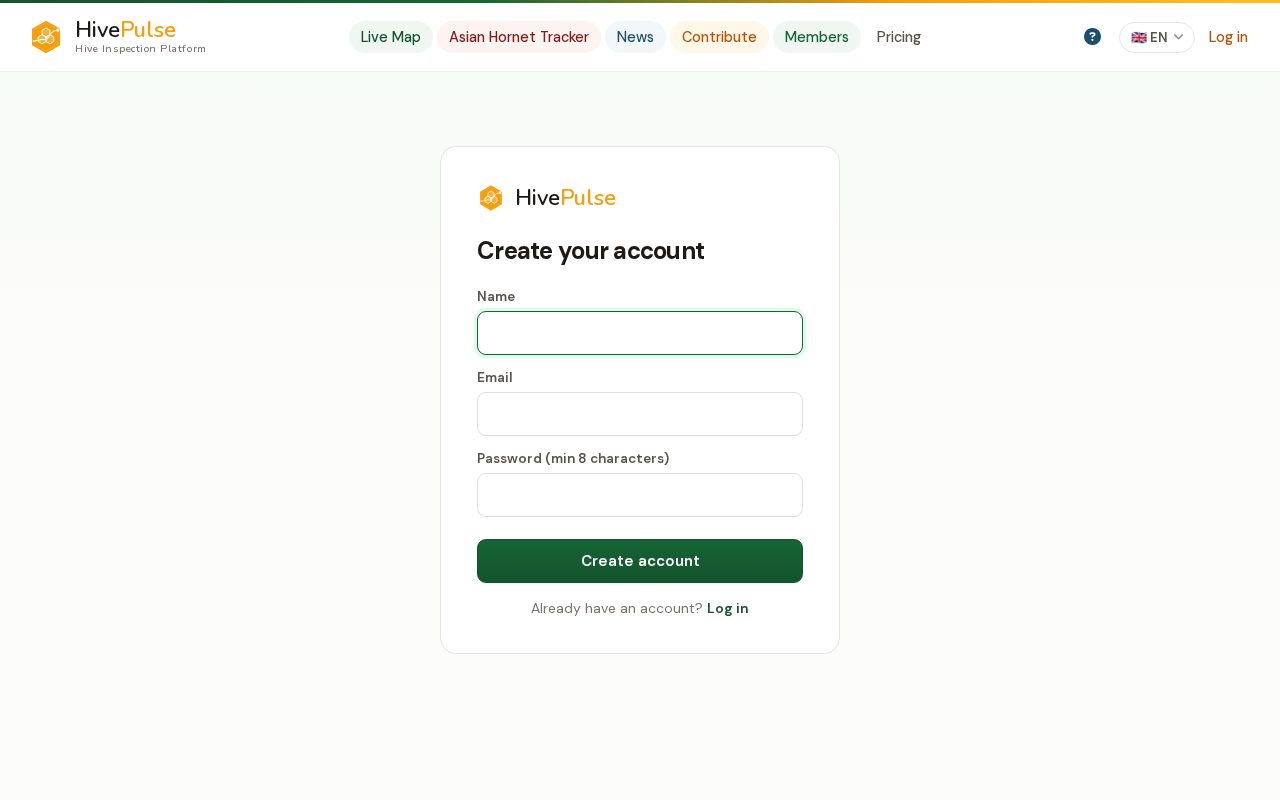 HivePulse
Hive Inspection Platform
Live Map
Asian Hornet Tracker
News
Contribute
Members
Pricing
?
EN
Log in
HivePulse
Create your account
Name
Email
Password (min 8 characters)
Create account
Already have an account? Log in